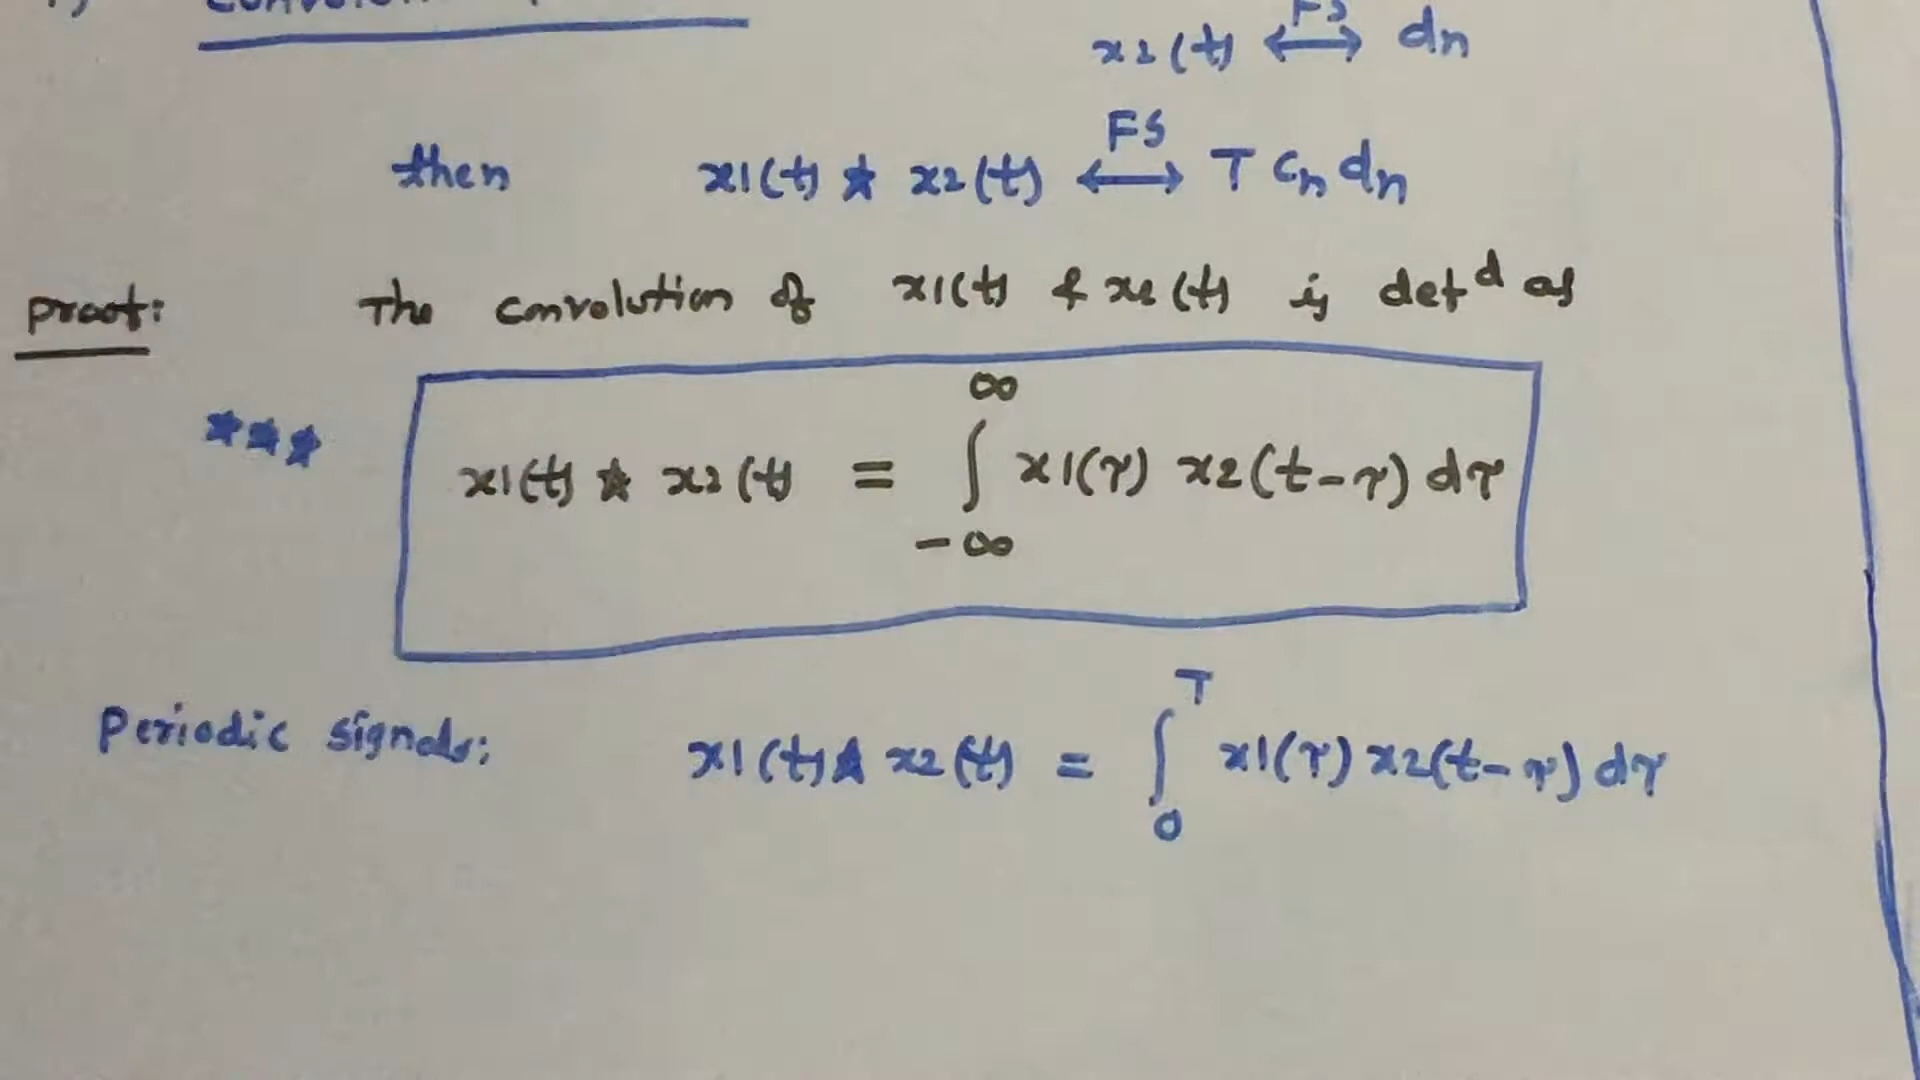 x2(t) ⟷ dn
FS
then x1(t) * x2(t) ⟷ T Cn dn
Proof: The convolution of x1(t) & x2(t) is defd as
*** x1(t) * x2(t) = ∫_{-∞}^{∞} x1(τ) x2(t-τ) dτ
Periodic signals: x1(t) * x2(t) = ∫_{0}^{T} x1(τ) x2(t-τ) dτ